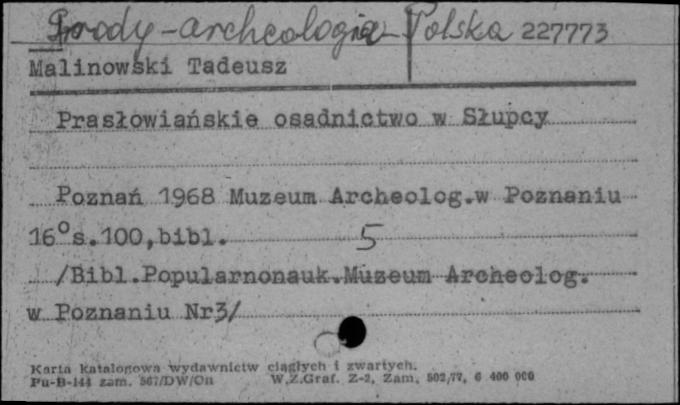 Grody - archeologia - Polska 227773
Malinowski Tadeusz
Prasłowiańskie osadnictwo w Słupcy
Poznań 1968 Muzeum Archeolog.w Poznaniu
16° s.100,bibl. 5
/Bibl.Popularnonauk.Muzeum Archeolog.
w Poznaniu Nr3/
Karta katalogowa wydawnictw ciągłych i zwartych.
Pu-B-144 zam. 567/DW/On W.Z.Graf. Z-2, Zam. 502/77, 6 400 000